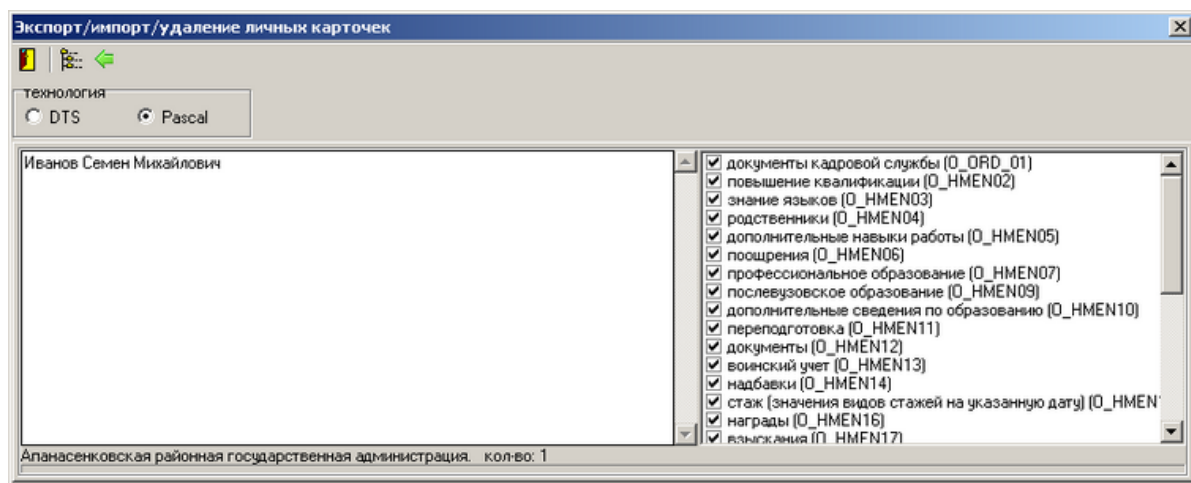 Экспорт/импорт/удаление личных карточек
технология
DTS
Pascal
Иванов Семен Михайлович
документы кадровой службы (O_ORD_01)
повышение квалификации (O_HMEN02)
знание языков (O_HMEN03)
родственники (O_HMEN04)
дополнительные навыки работы (O_HMEN05)
поощрения (O_HMEN06)
профессиональное образование (O_HMEN07)
послевузовское образование (O_HMEN09)
дополнительные сведения по образованию (O_HMEN10)
переподготовка (O_HMEN11)
документы (O_HMEN12)
воинский учет (O_HMEN13)
надбавки (O_HMEN14)
стаж (значения видов стажей на указанную дату) (O_HMEN
награды (O_HMEN16)
взыскания (O_HMEN17)
Апанасенковская районная государственная администрация. кол-во: 1